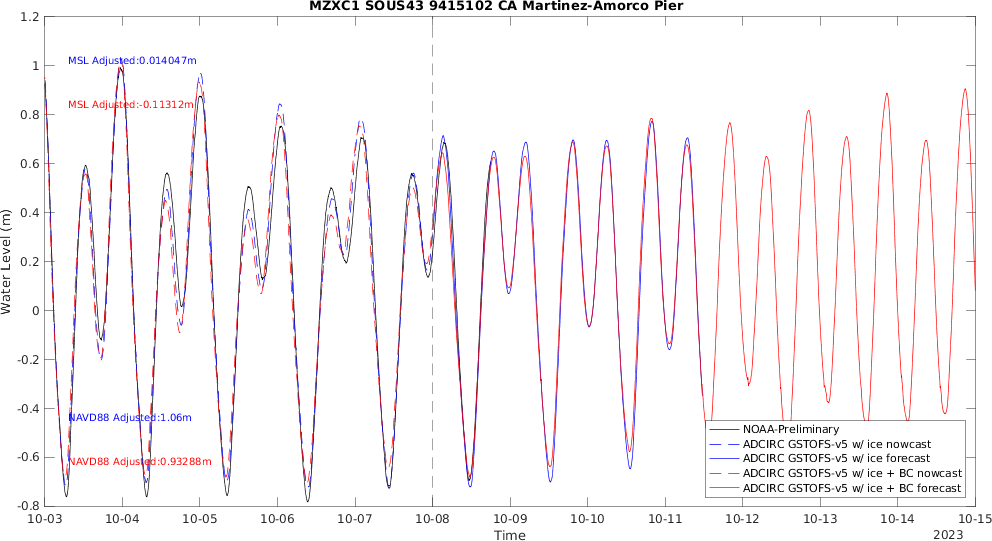 MZXC1 SOUS43 9415102 CA Martinez-Amorco Pier
1.2
1
0.8
0.6
0.4
0.2
0
-0.2
-0.4
-0.6
-0.8
Water Level (m)
MSL Adjusted:0.014047m
MSL Adjusted:-0.11312m
NAVD88 Adjusted:1.06m
NAVD88 Adjusted:0.93288m
NOAA-Preliminary
ADCIRC GSTOFS-v5 w/ ice nowcast
ADCIRC GSTOFS-v5 w/ ice forecast
ADCIRC GSTOFS-v5 w/ ice + BC nowcast
ADCIRC GSTOFS-v5 w/ ice + BC forecast
10-03 10-04 10-05 10-06 10-07 10-08 10-09 10-10 10-11 10-12 10-13 10-14 10-15
Time
2023